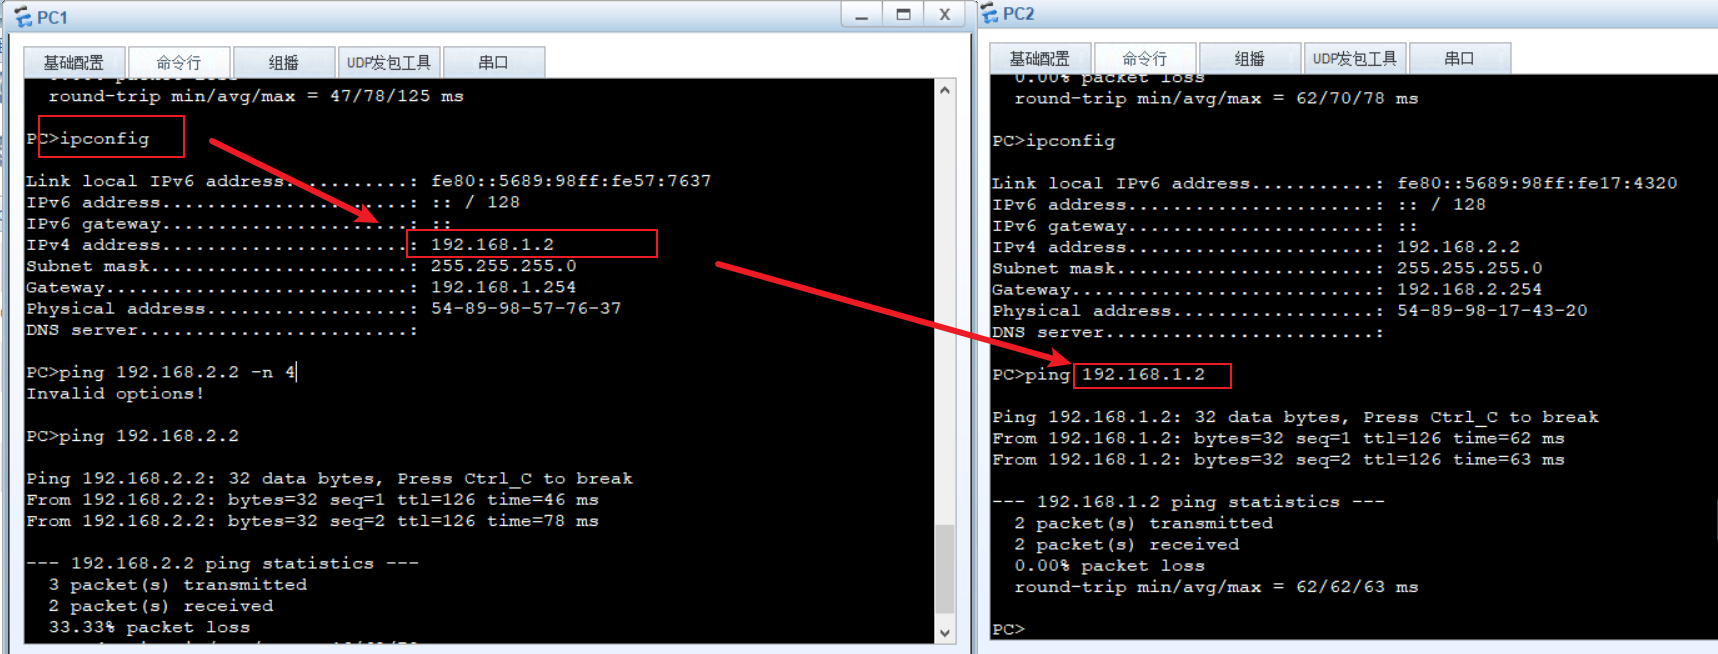 PC1
基础配置 命令行 组播 UDP发包工具 串口
packet loss
round-trip min/avg/max = 47/78/125 ms
PC>ipconfig
Link local IPv6 address...........: fe80::5689:98ff:fe57:7637
IPv6 address......................: :: / 128
IPv6 gateway......................: ::
IPv4 address......................: 192.168.1.2
Subnet mask.......................: 255.255.255.0
Gateway...........................: 192.168.1.254
Physical address..................: 54-89-98-57-76-37
DNS server........................:
PC>ping 192.168.2.2 -n 4
Invalid options!
PC>ping 192.168.2.2
Ping 192.168.2.2: 32 data bytes, Press Ctrl_C to break
From 192.168.2.2: bytes=32 seq=1 ttl=126 time=46 ms
From 192.168.2.2: bytes=32 seq=2 ttl=126 time=78 ms
--- 192.168.2.2 ping statistics ---
3 packet(s) transmitted
2 packet(s) received
33.33% packet loss
PC2
基础配置 命令行 组播 UDP发包工具 串口
0.00% packet loss
round-trip min/avg/max = 62/70/78 ms
PC>ipconfig
Link local IPv6 address...........: fe80::5689:98ff:fe17:4320
IPv6 address......................: :: / 128
IPv6 gateway......................: ::
IPv4 address......................: 192.168.2.2
Subnet mask.......................: 255.255.255.0
Gateway...........................: 192.168.2.254
Physical address..................: 54-89-98-17-43-20
DNS server........................:
PC>ping 192.168.1.2
Ping 192.168.1.2: 32 data bytes, Press Ctrl_C to break
From 192.168.1.2: bytes=32 seq=1 ttl=126 time=62 ms
From 192.168.1.2: bytes=32 seq=2 ttl=126 time=63 ms
--- 192.168.1.2 ping statistics ---
2 packet(s) transmitted
2 packet(s) received
0.00% packet loss
round-trip min/avg/max = 62/62/63 ms
PC>